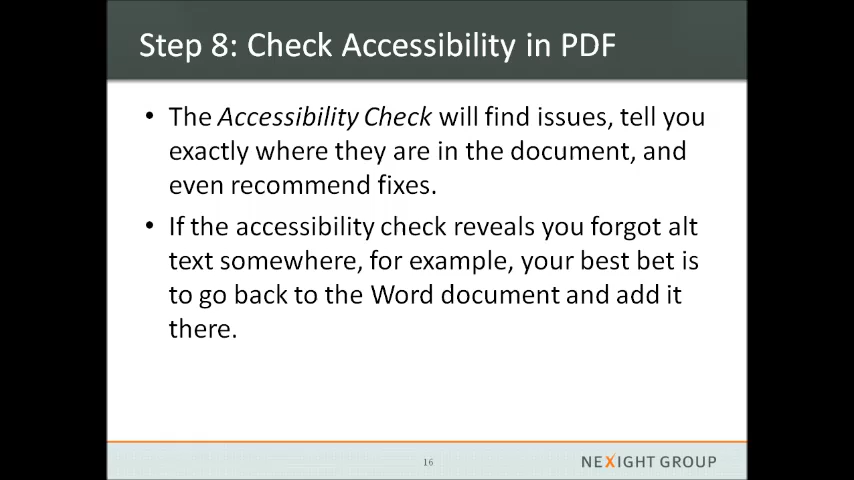 Step 8: Check Accessibility in PDF
• The Accessibility Check will find issues, tell you
exactly where they are in the document, and
even recommend fixes.
• If the accessibility check reveals you forgot alt
text somewhere, for example, your best bet is
to go back to the Word document and add it
there.
16
NEXIGHT GROUP